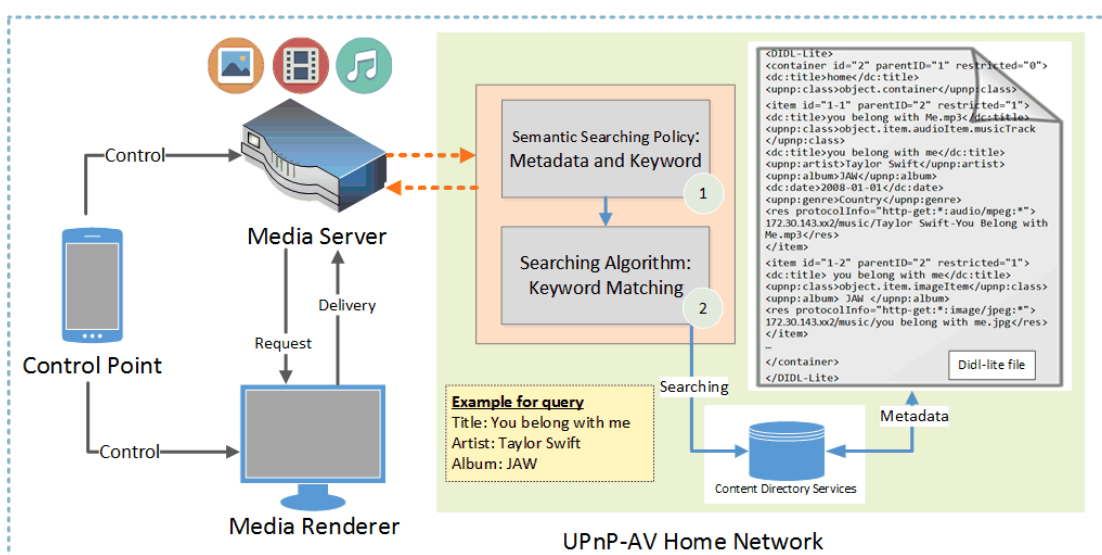 Control
Media Server
Control Point
Request
Delivery
Control
Media Renderer
Semantic Searching Policy:
Metadata and Keyword
1
Searching Algorithm:
Keyword Matching
2
Example for query
Title: You belong with me
Artist: Taylor Swift
Album: JAW
Searching
Content Directory Services
Metadata
<DIDL-Lite>
<container id="2" parentID="1" restricted="0">
<dc:title>home</dc:title>
<upnp:class>object.container</upnp:class>
<item id="1-1" parentID="2" restricted="1">
<dc:title>you belong with Me.mp3</dc:title>
<upnp:class>object.item.audioItem.musicTrack
</upnp:class>
<dc:title>you belong with me</dc:title>
<upnp:artist>Taylor Swift</upnp:artist>
<upnp:album>JAW</upnp:album>
<dc:date>2008-01-01</dc:date>
<upnp:genre>Country</upnp:genre>
<res protocolInfo="http-get:*:audio/mpeg:*">
172.30.143.xx2/music/Taylor Swift-You Belong with
Me.mp3</res>
</item>
<item id="1-2" parentID="2" restricted="1">
<dc:title> you belong with me</dc:title>
<upnp:class>object.item.imageItem</upnp:class>
<upnp:album> JAW </upnp:album>
<res protocolInfo="http-get:*:image/jpeg:*">
172.30.143.xx2/music/you belong with me.jpg</res>
</item>
…
</container>
</DIDL-Lite>
Didl-lite file
UPnP-AV Home Network